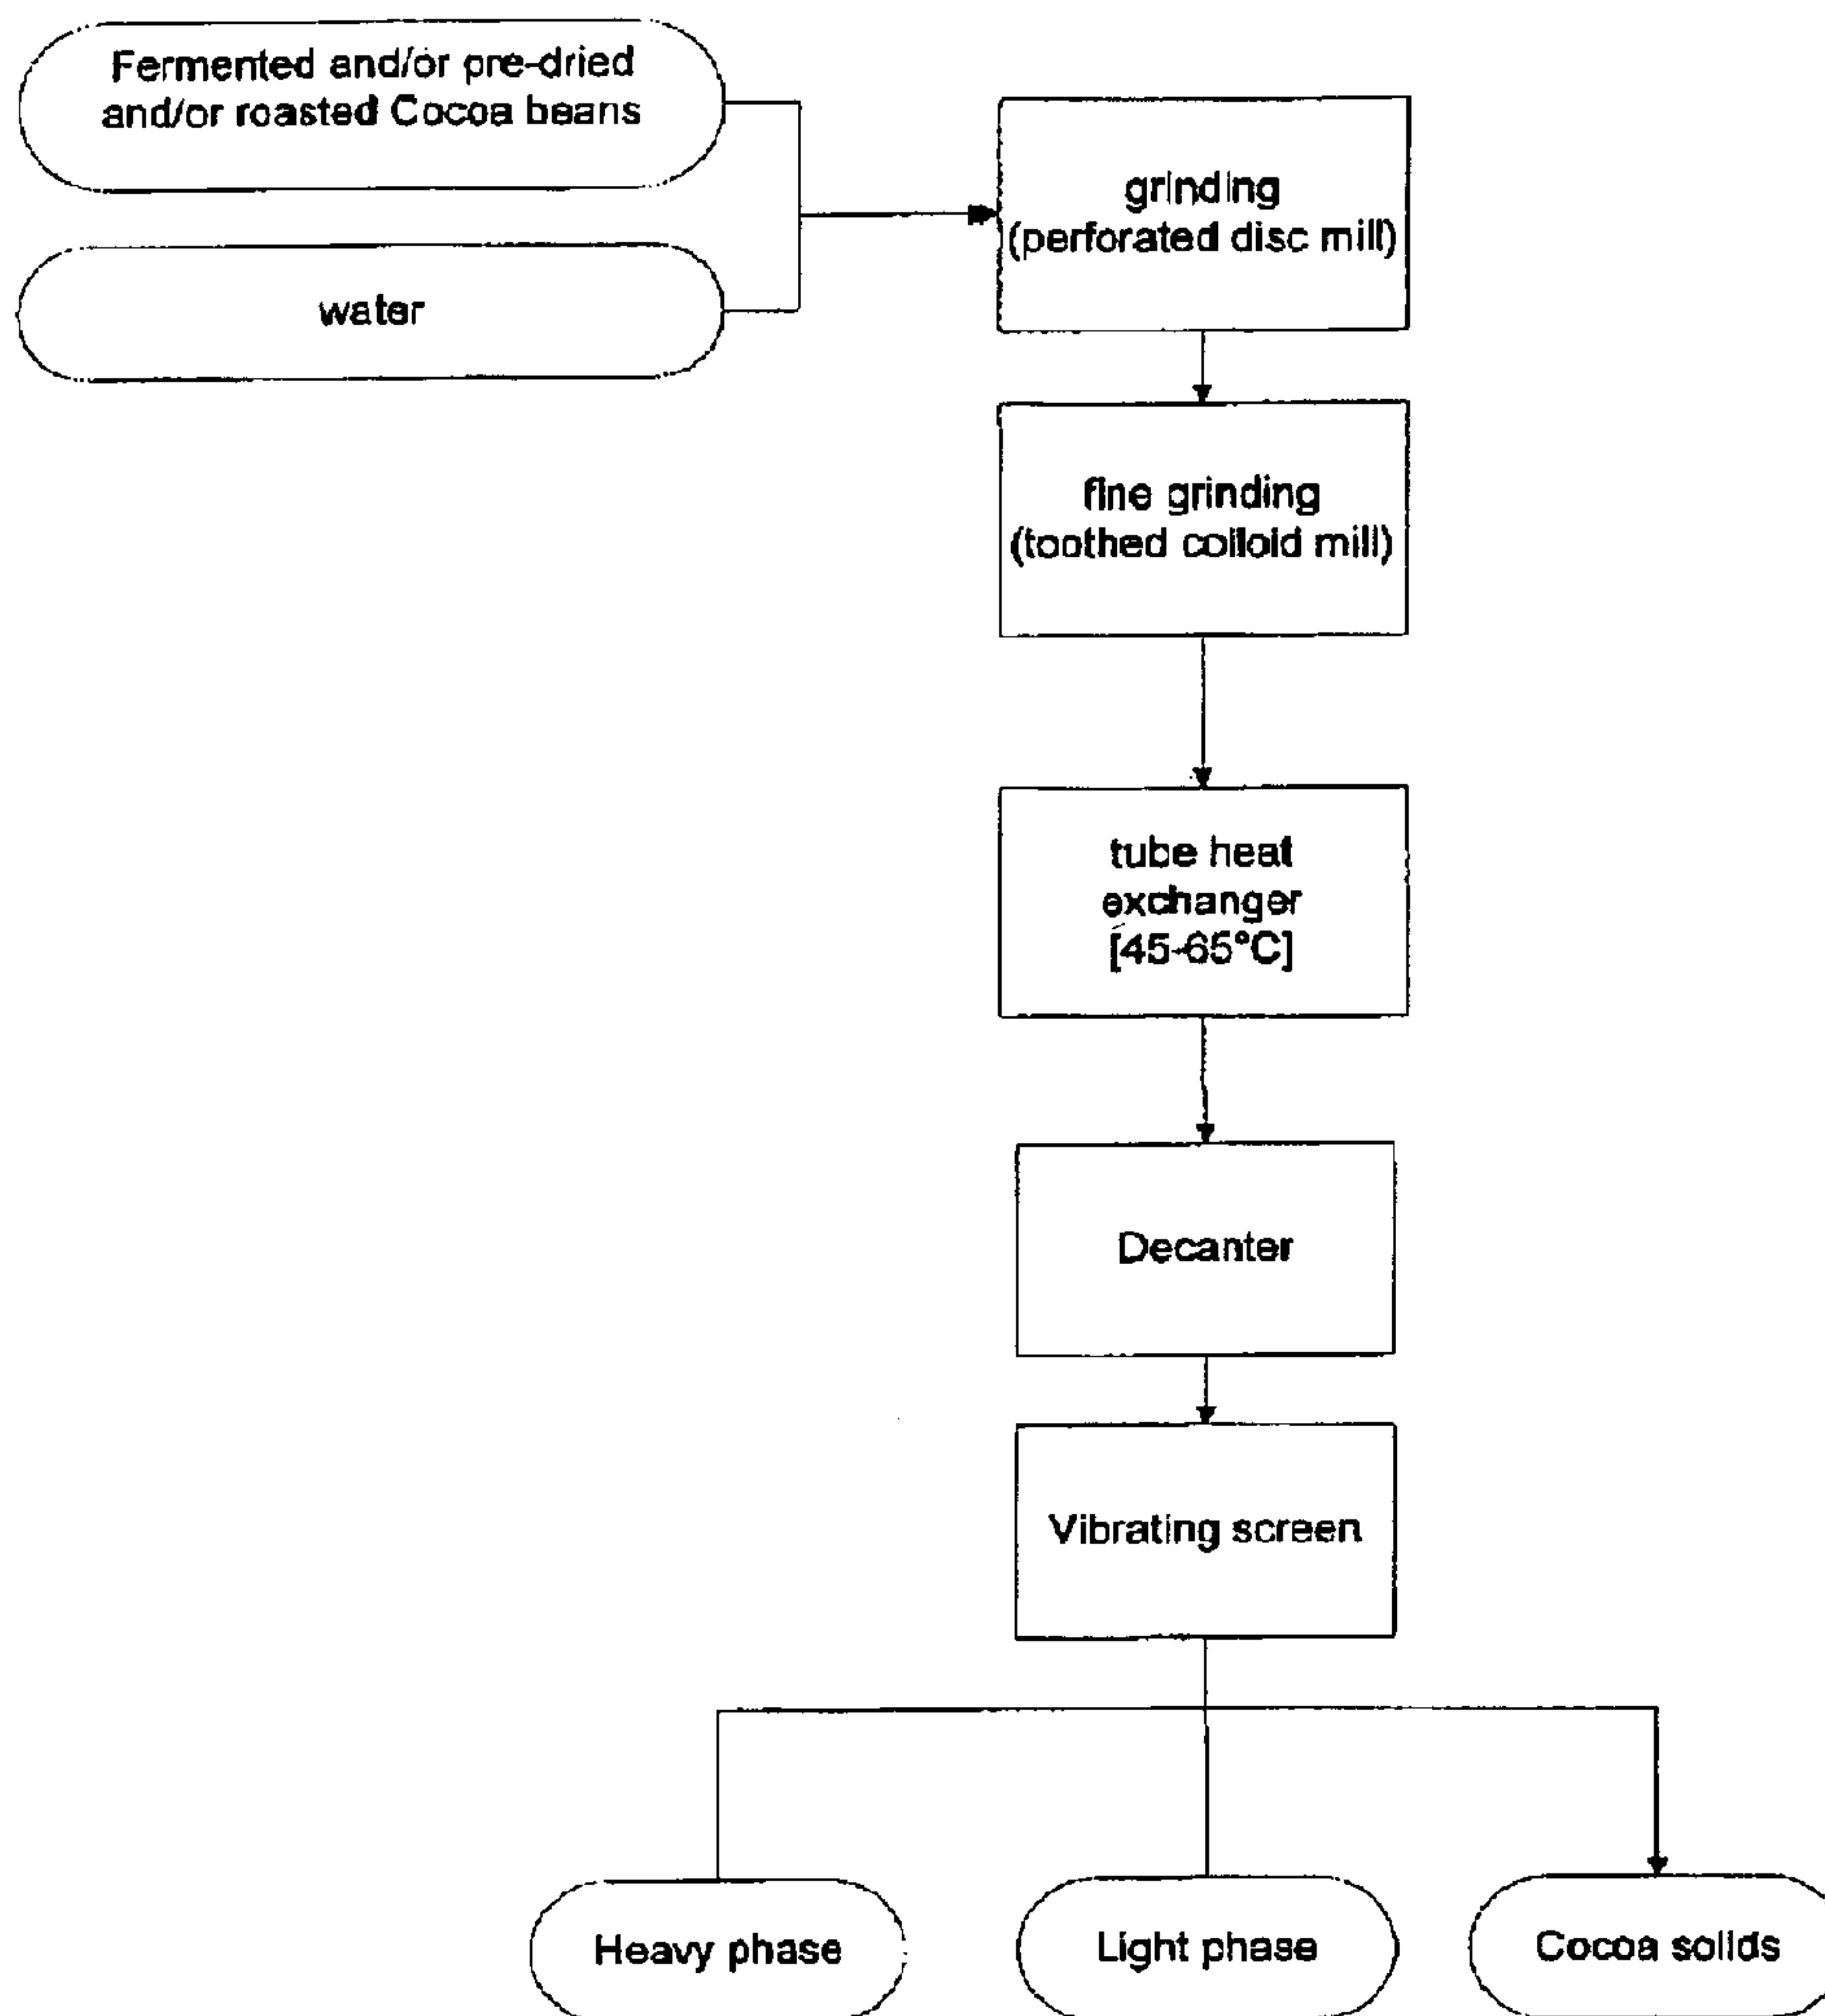 Fermented and/or pre-dried
and/or roasted Cocoa beans
water
grinding
(perforated disc mill)
fine grinding
(toothed colloid mill)
tube heat
exchanger
[45-65°C]
Decanter
Vibrating screen
Heavy phase
Light phase
Cocoa solids